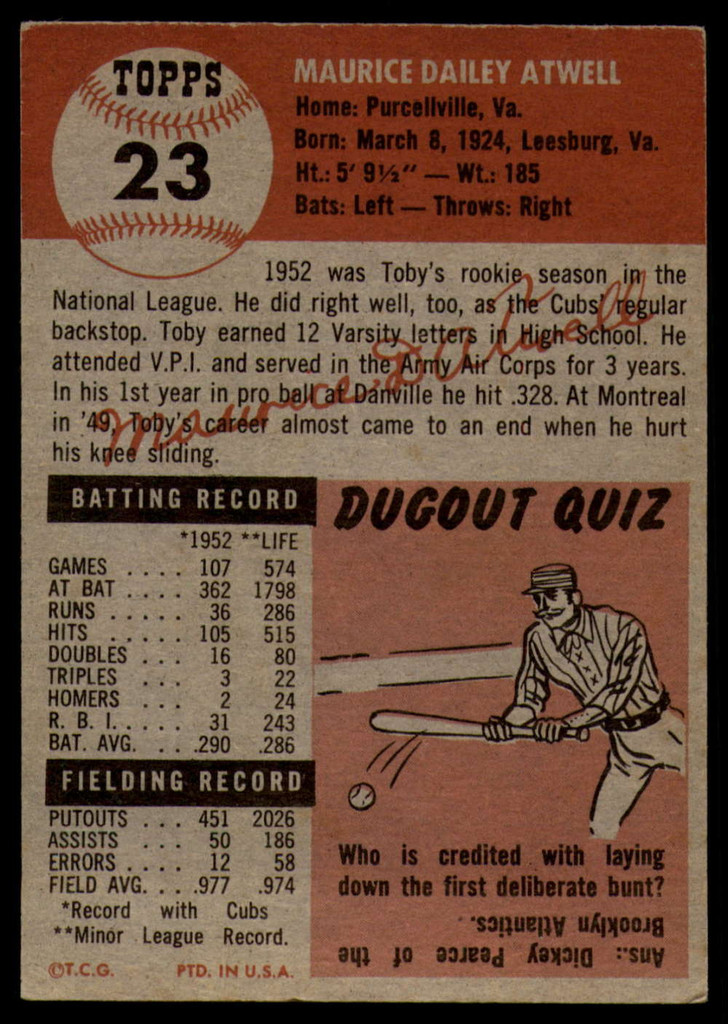 TOPPS
23
MAURICE DAILEY ATWELL
Home: Purcellville, Va.
Born: March 8, 1924, Leesburg, Va.
Ht.: 5' 9½" — Wt.: 185
Bats: Left — Throws: Right
1952 was Toby's rookie season in the
National League. He did right well, too, as the Cubs' regular
backstop. Toby earned 12 Varsity letters in High School. He
attended V.P.I. and served in the Army Air Corps for 3 years.
In his 1st year in pro ball at Danville he hit .328. At Montreal
in '49, Toby's career almost came to an end when he hurt
his knee sliding.
Maurice D Atwell
BATTING RECORD
*1952 **LIFE
GAMES . . . . 107 574
AT BAT . . . . 362 1798
RUNS . . . . . 36 286
HITS . . . . . 105 515
DOUBLES . . . 16 80
TRIPLES . . . 3 22
HOMERS . . . 2 24
R. B. I. . . . . 31 243
BAT. AVG. . . .290 .286
FIELDING RECORD
PUTOUTS . . . 451 2026
ASSISTS . . . 50 186
ERRORS . . . . 12 58
FIELD AVG. . . .977 .974
*Record with Cubs
**Minor League Record.
©T.C.G. PTD. IN U.S.A.
DUGOUT QUIZ
Who is credited with laying
down the first deliberate bunt?
Ans.: Dickey Pearce of the
Brooklyn Atlantics.